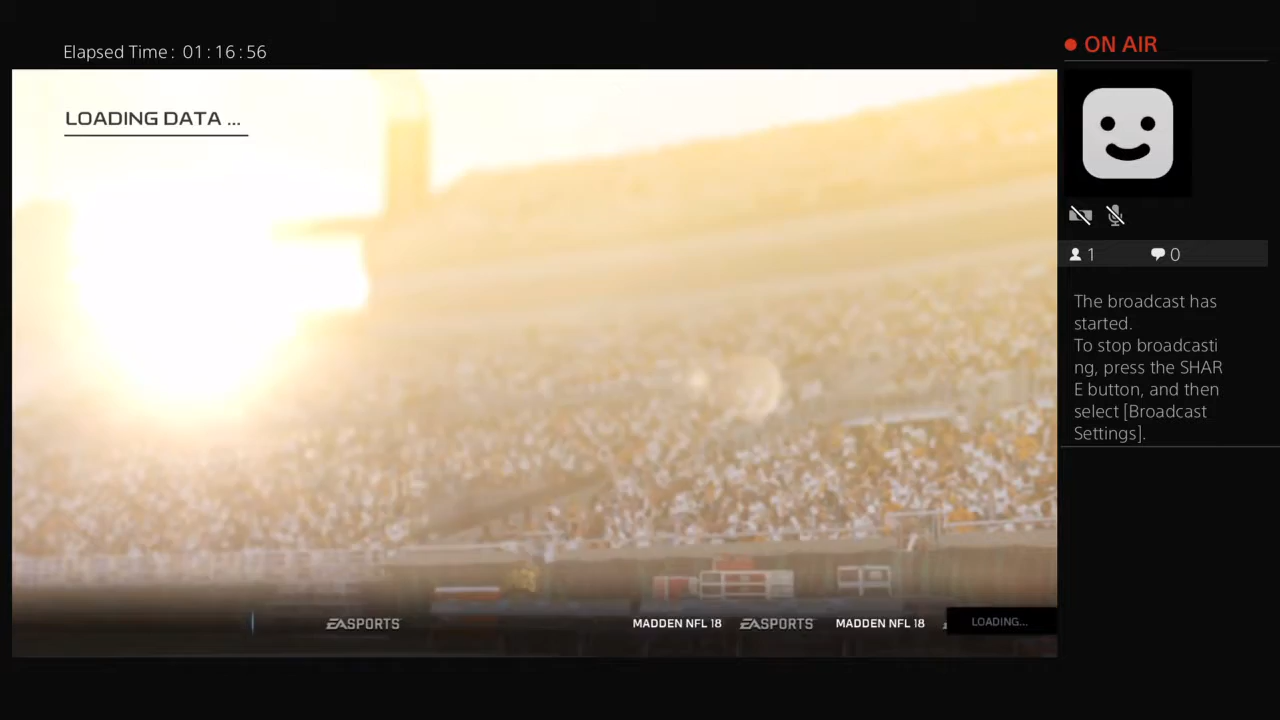 Elapsed Time: 01:16:56
ON AIR
LOADING DATA ...
1
0
The broadcast has
started.
To stop broadcasti
ng, press the SHAR
E button, and then
select [Broadcast
Settings].
EA SPORTS
MADDEN NFL 18
EA SPORTS
MADDEN NFL 18
LOADING...